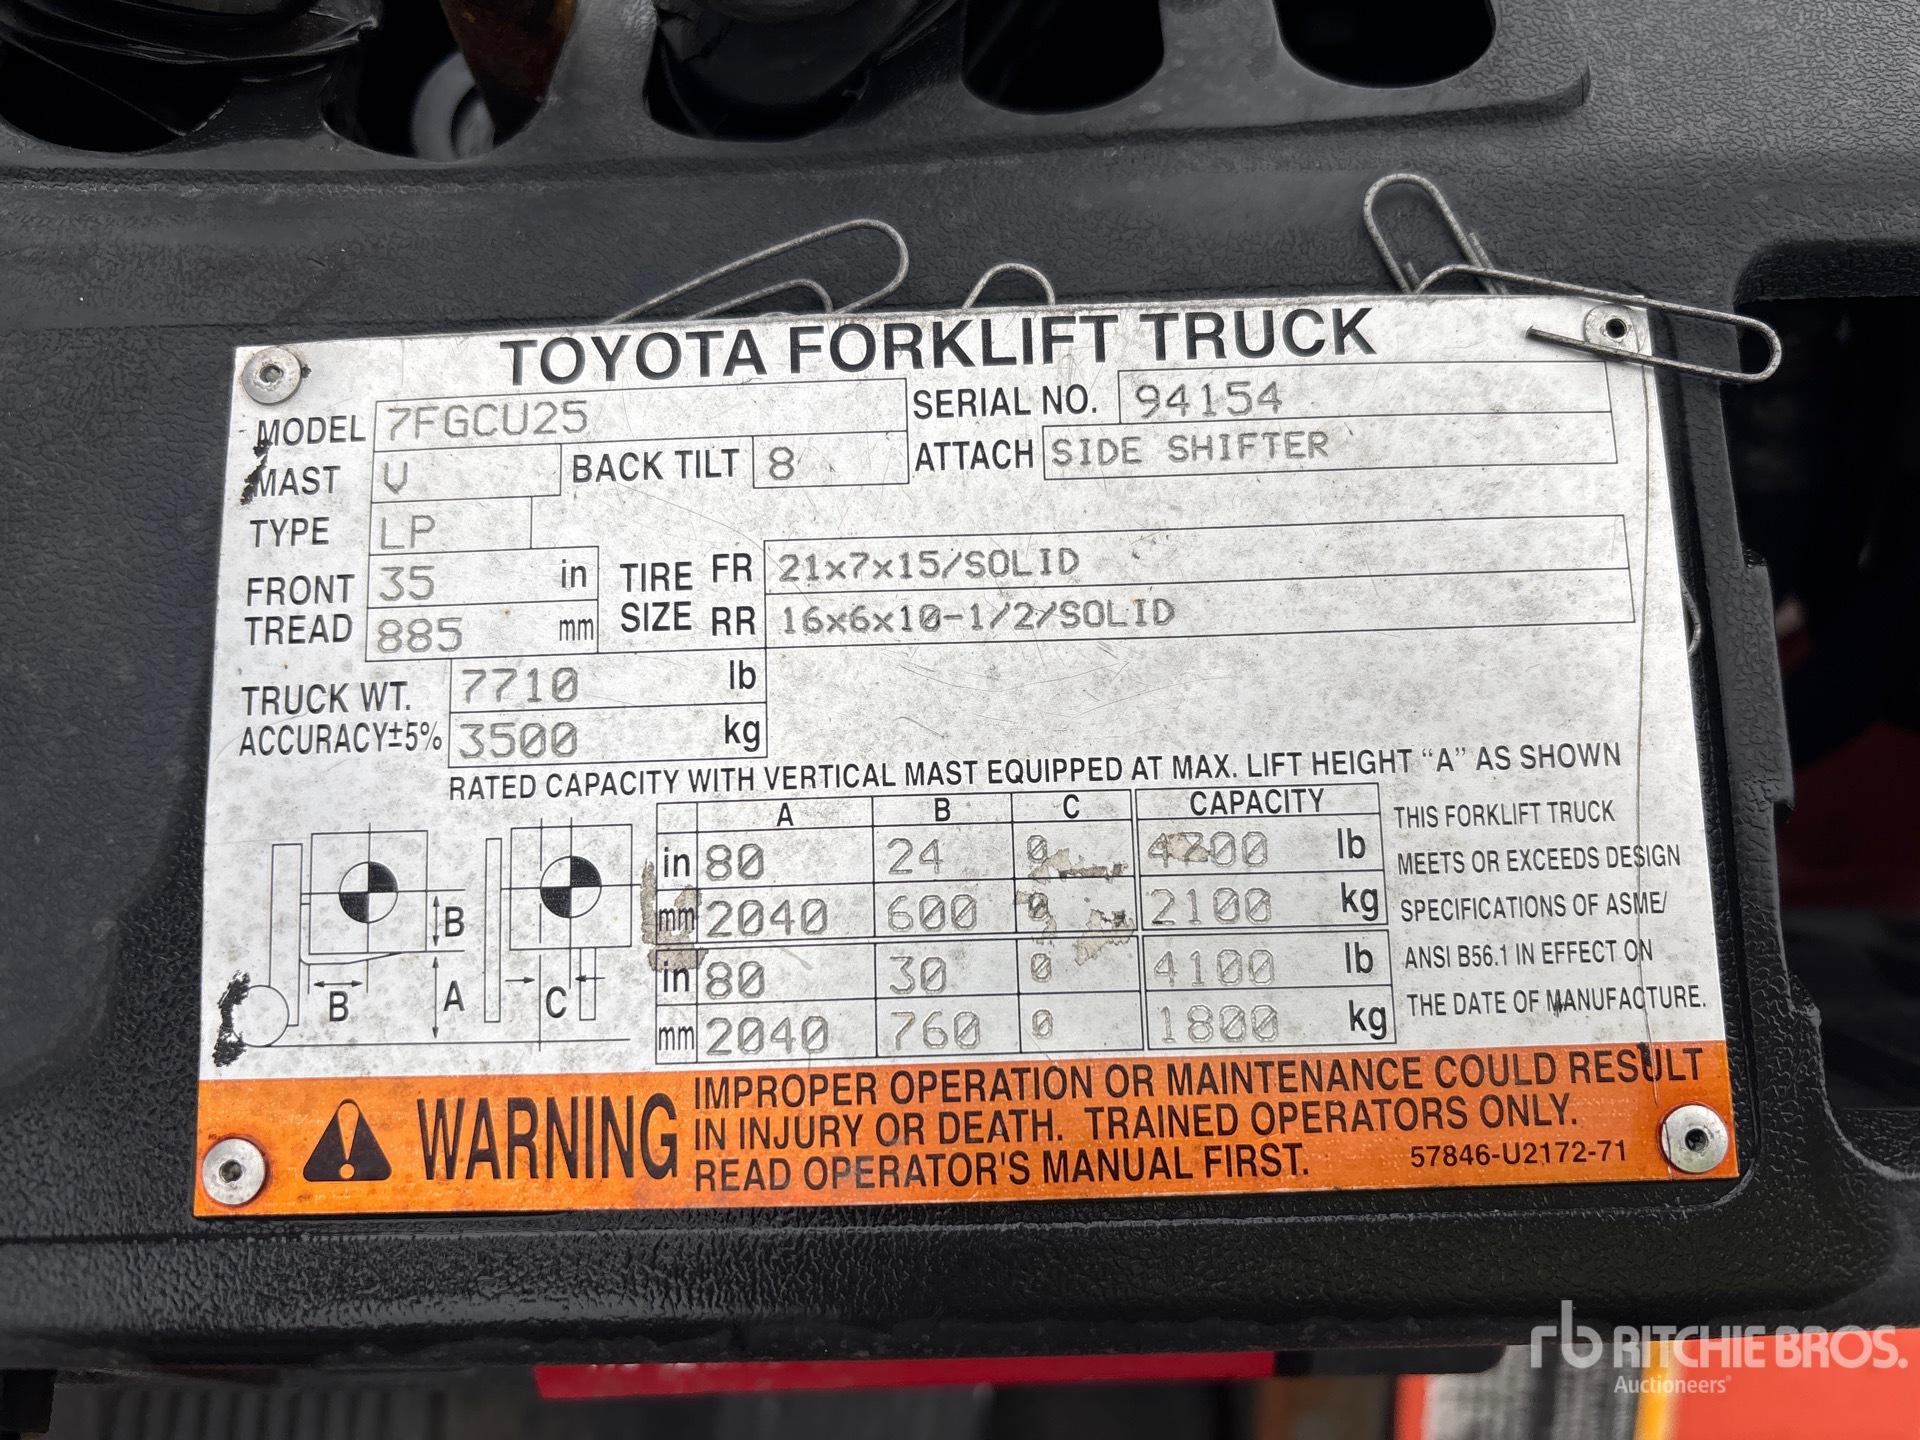 TOYOTA FORKLIFT TRUCK
MODEL 7FGCU25 SERIAL NO. 94154
MAST V BACK TILT 8 ATTACH SIDE SHIFTER
TYPE LP
FRONT TREAD 35 in TIRE SIZE FR 21x7x15/SOLID
885 mm RR 16x6x10-1/2/SOLID
TRUCK WT. 7710 lb
ACCURACY±5% 3500 kg
RATED CAPACITY WITH VERTICAL MAST EQUIPPED AT MAX. LIFT HEIGHT "A" AS SHOWN
A B C CAPACITY
in 80 24 0 4700 lb
mm 2040 600 0 2100 kg
in 80 30 0 4100 lb
mm 2040 760 0 1800 kg
B
B A C
THIS FORKLIFT TRUCK
MEETS OR EXCEEDS DESIGN
SPECIFICATIONS OF ASME/
ANSI B56.1 IN EFFECT ON
THE DATE OF MANUFACTURE.
WARNING
IMPROPER OPERATION OR MAINTENANCE COULD RESULT
IN INJURY OR DEATH. TRAINED OPERATORS ONLY.
READ OPERATOR'S MANUAL FIRST. 57846-U2172-71
rb RITCHIE BROS.
Auctioneers